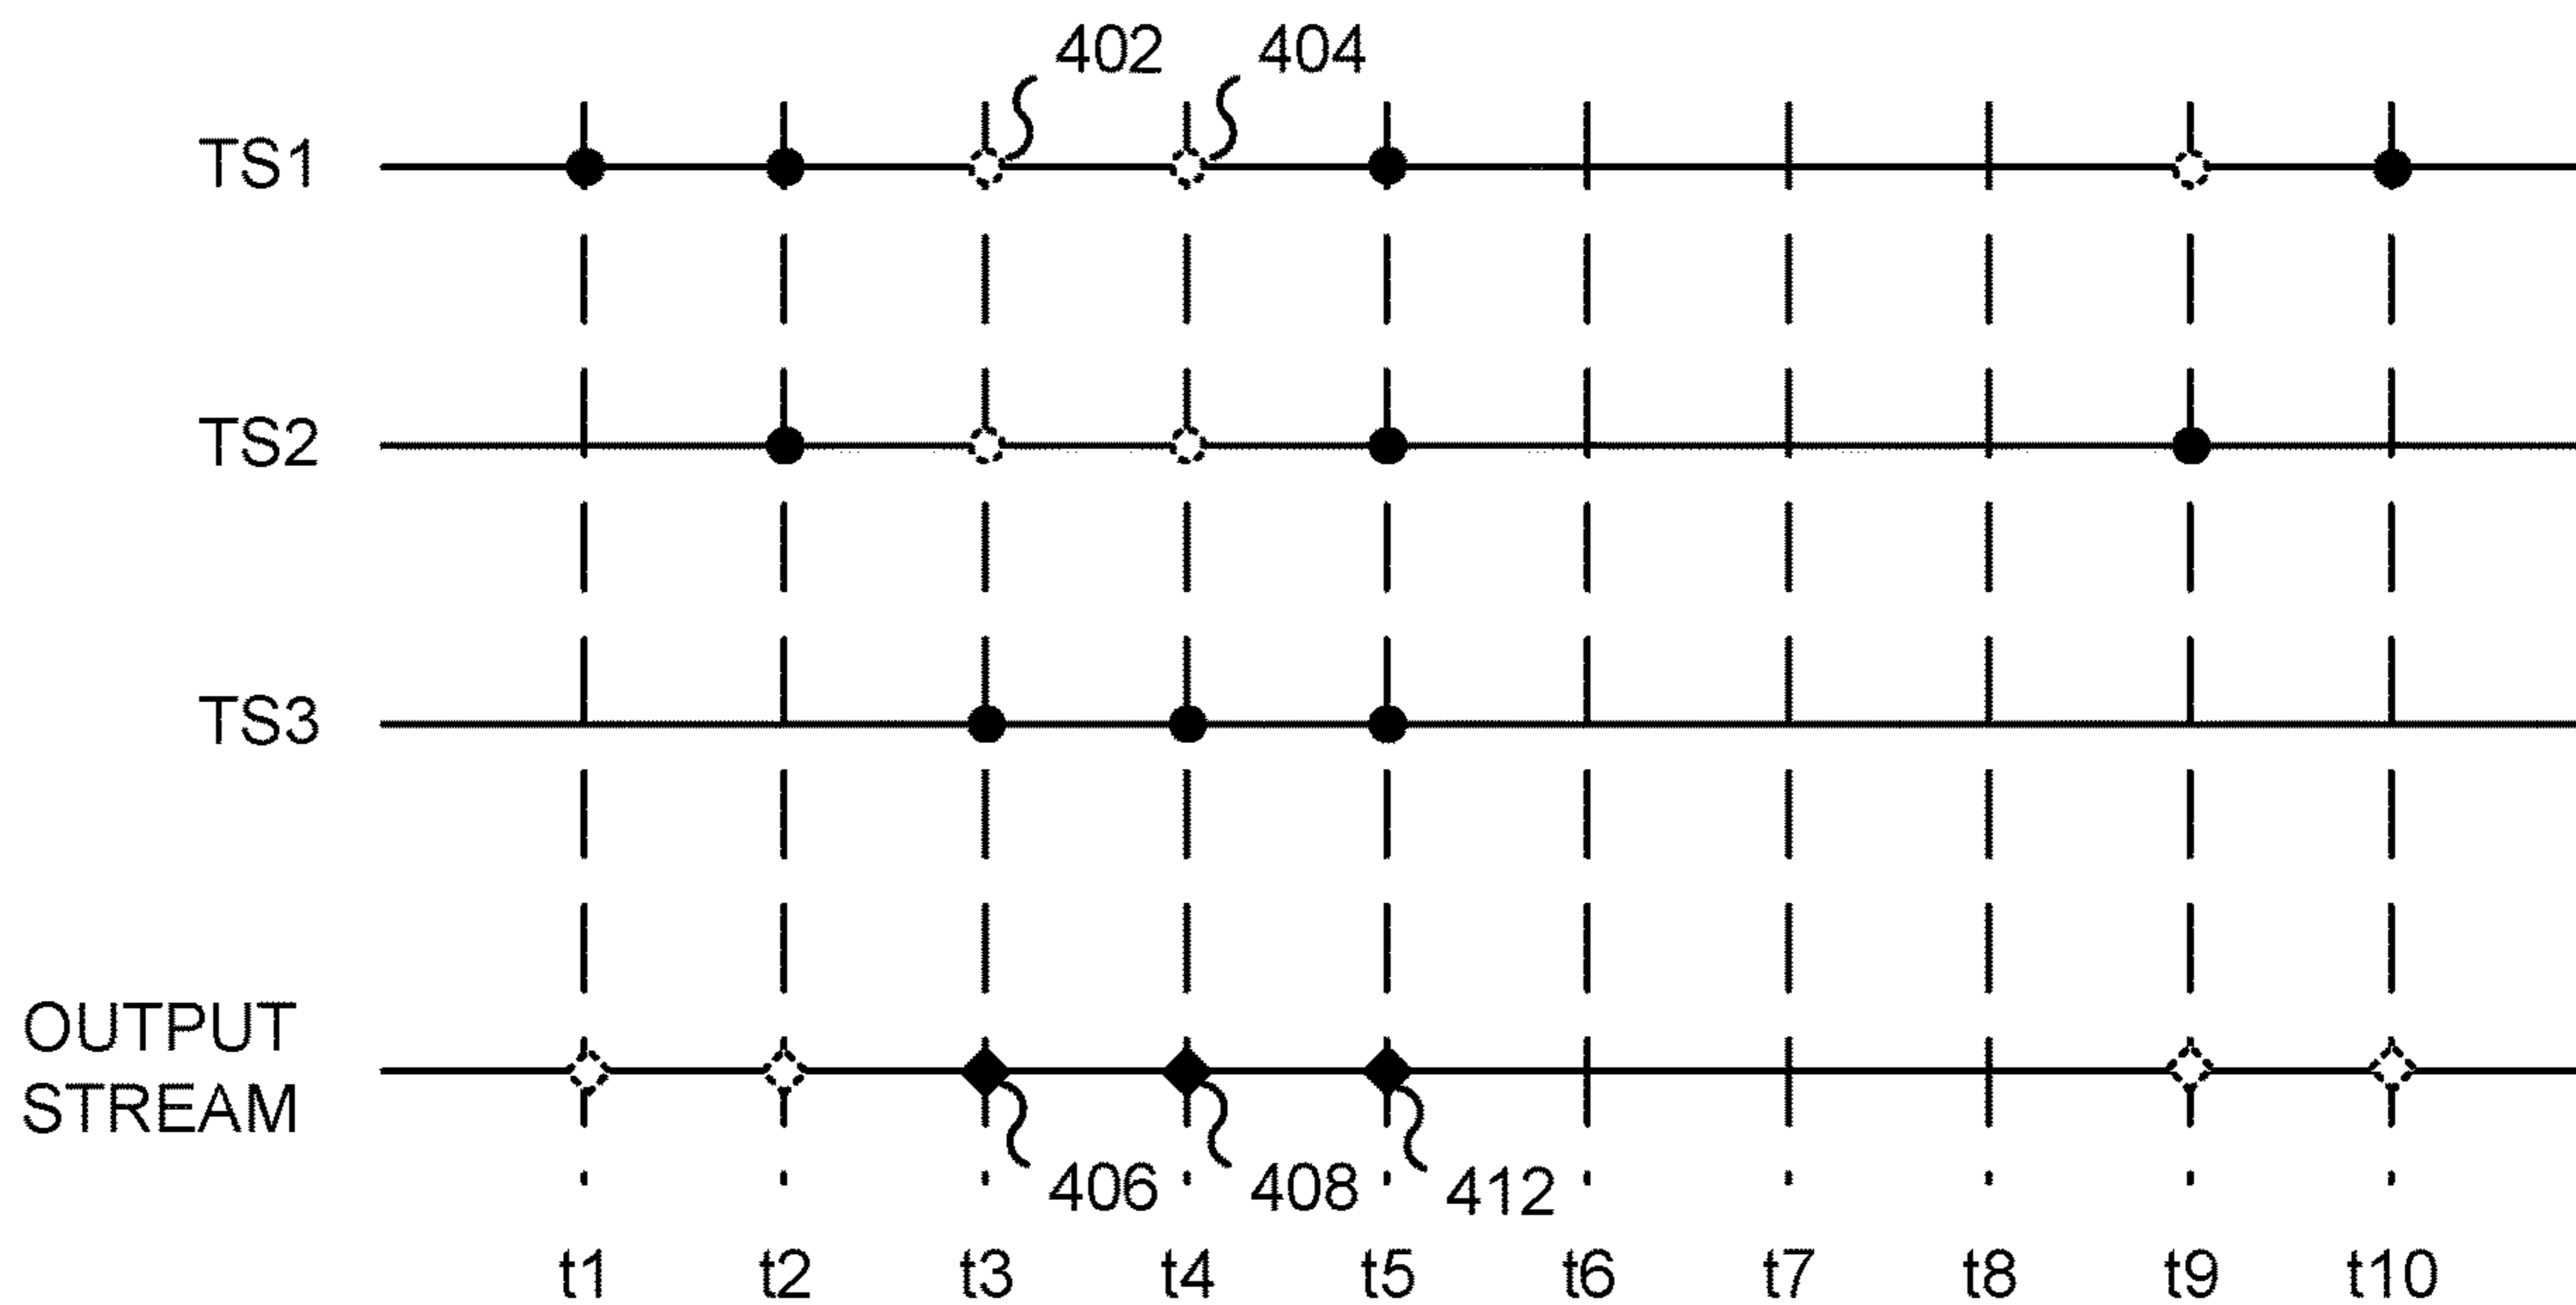 402 404
TS1
TS2
TS3
OUTPUT
STREAM
406 408 412
t1 t2 t3 t4 t5 t6 t7 t8 t9 t10